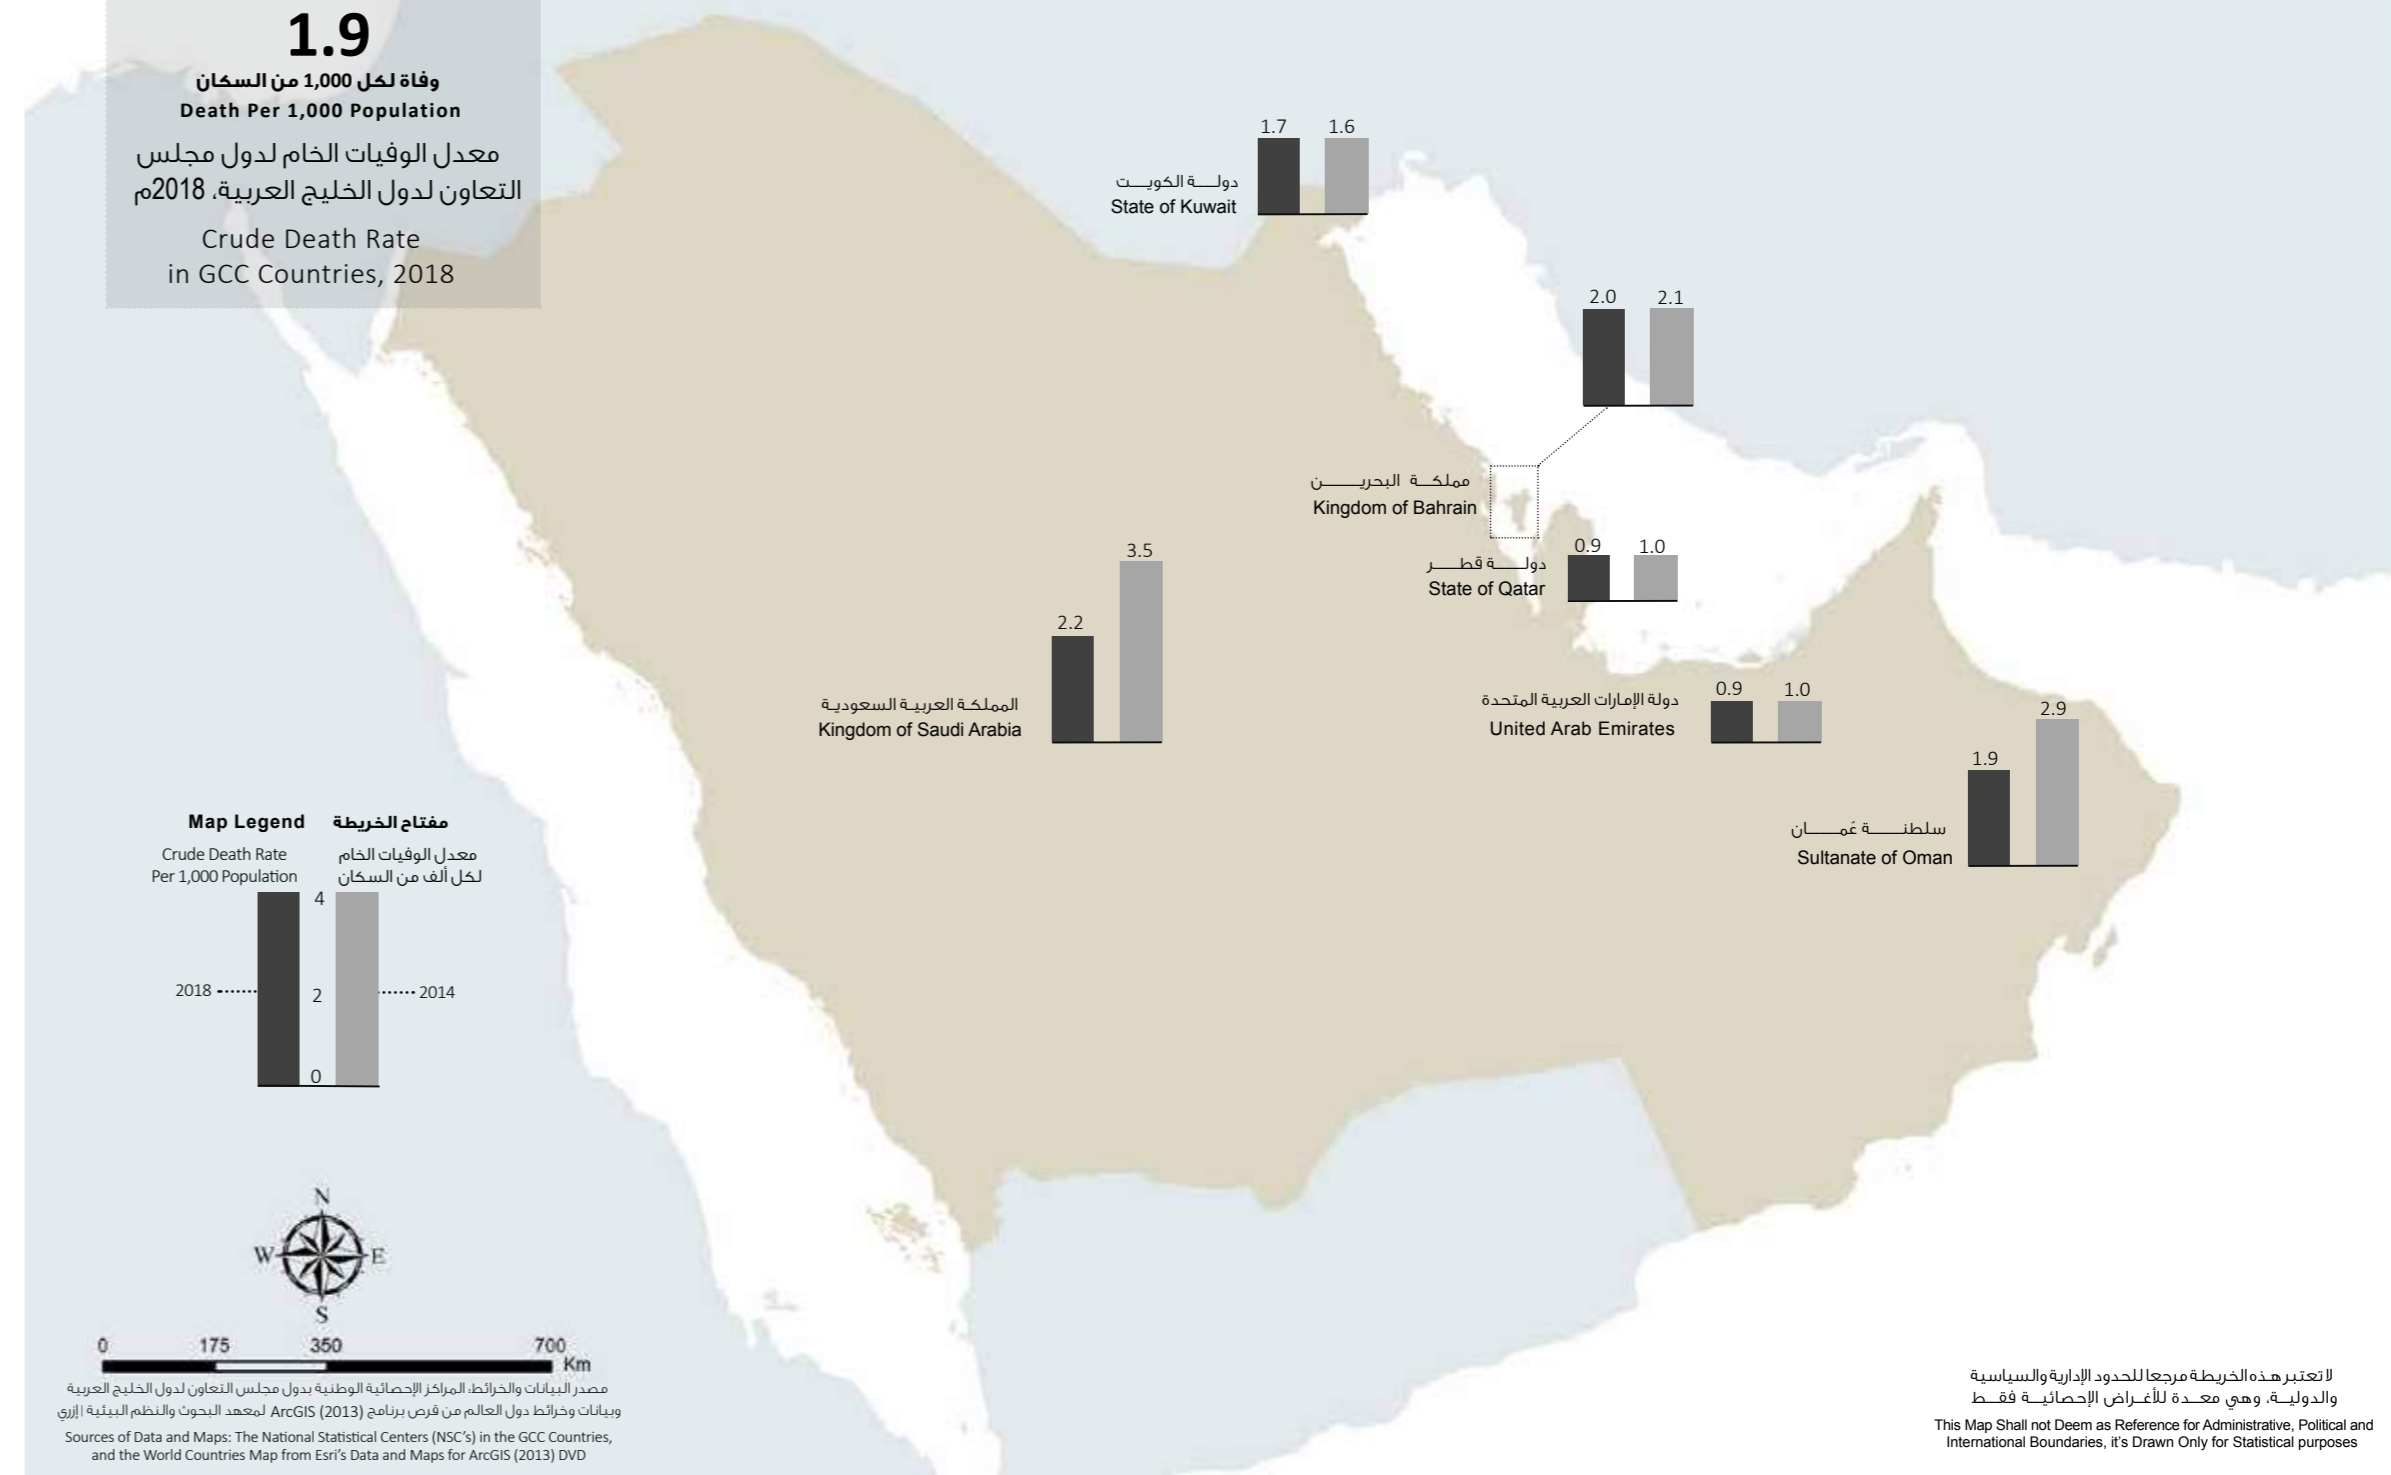 1.9
وفاة لكل 1,000 من السكان
Death Per 1,000 Population
معدل الوفيات الخام لدول مجلس
التعاون لدول الخليج العربية، 2018م
Crude Death Rate
in GCC Countries, 2018
1.7 1.6
دولــة الكويــت
State of Kuwait
2.0 2.1
مملكــة البحريــن
Kingdom of Bahrain
0.9 1.0
دولــة قطــر
State of Qatar
2.2 3.5
المملكة العربية السعودية
Kingdom of Saudi Arabia
0.9 1.0
دولة الإمارات العربية المتحدة
United Arab Emirates
1.9 2.9
سلطنــة عُمــان
Sultanate of Oman
Map Legend مفتاح الخريطة
Crude Death Rate معدل الوفيات الخام
Per 1,000 Population لكل ألف من السكان
4
2018 2 2014
0
N
W E
S
0 175 350 700
Km
مصدر البيانات والخرائط: المراكز الإحصائية الوطنية بدول مجلس التعاون لدول الخليج العربية
وبيانات وخرائط دول العالم من قرص برنامج ArcGIS (2013) لمعهد البحوث والنظم البيئية | إزري
Sources of Data and Maps: The National Statistical Centers (NSC's) in the GCC Countries,
and the World Countries Map from Esri's Data and Maps for ArcGIS (2013) DVD
لا تعتبر هذه الخريطة مرجعا للحدود الإدارية والسياسية
والدوليــة، وهي معــدة للأغــراض الإحصائيــة فقــط
This Map Shall not Deem as Reference for Administrative, Political and
International Boundaries, it's Drawn Only for Statistical purposes